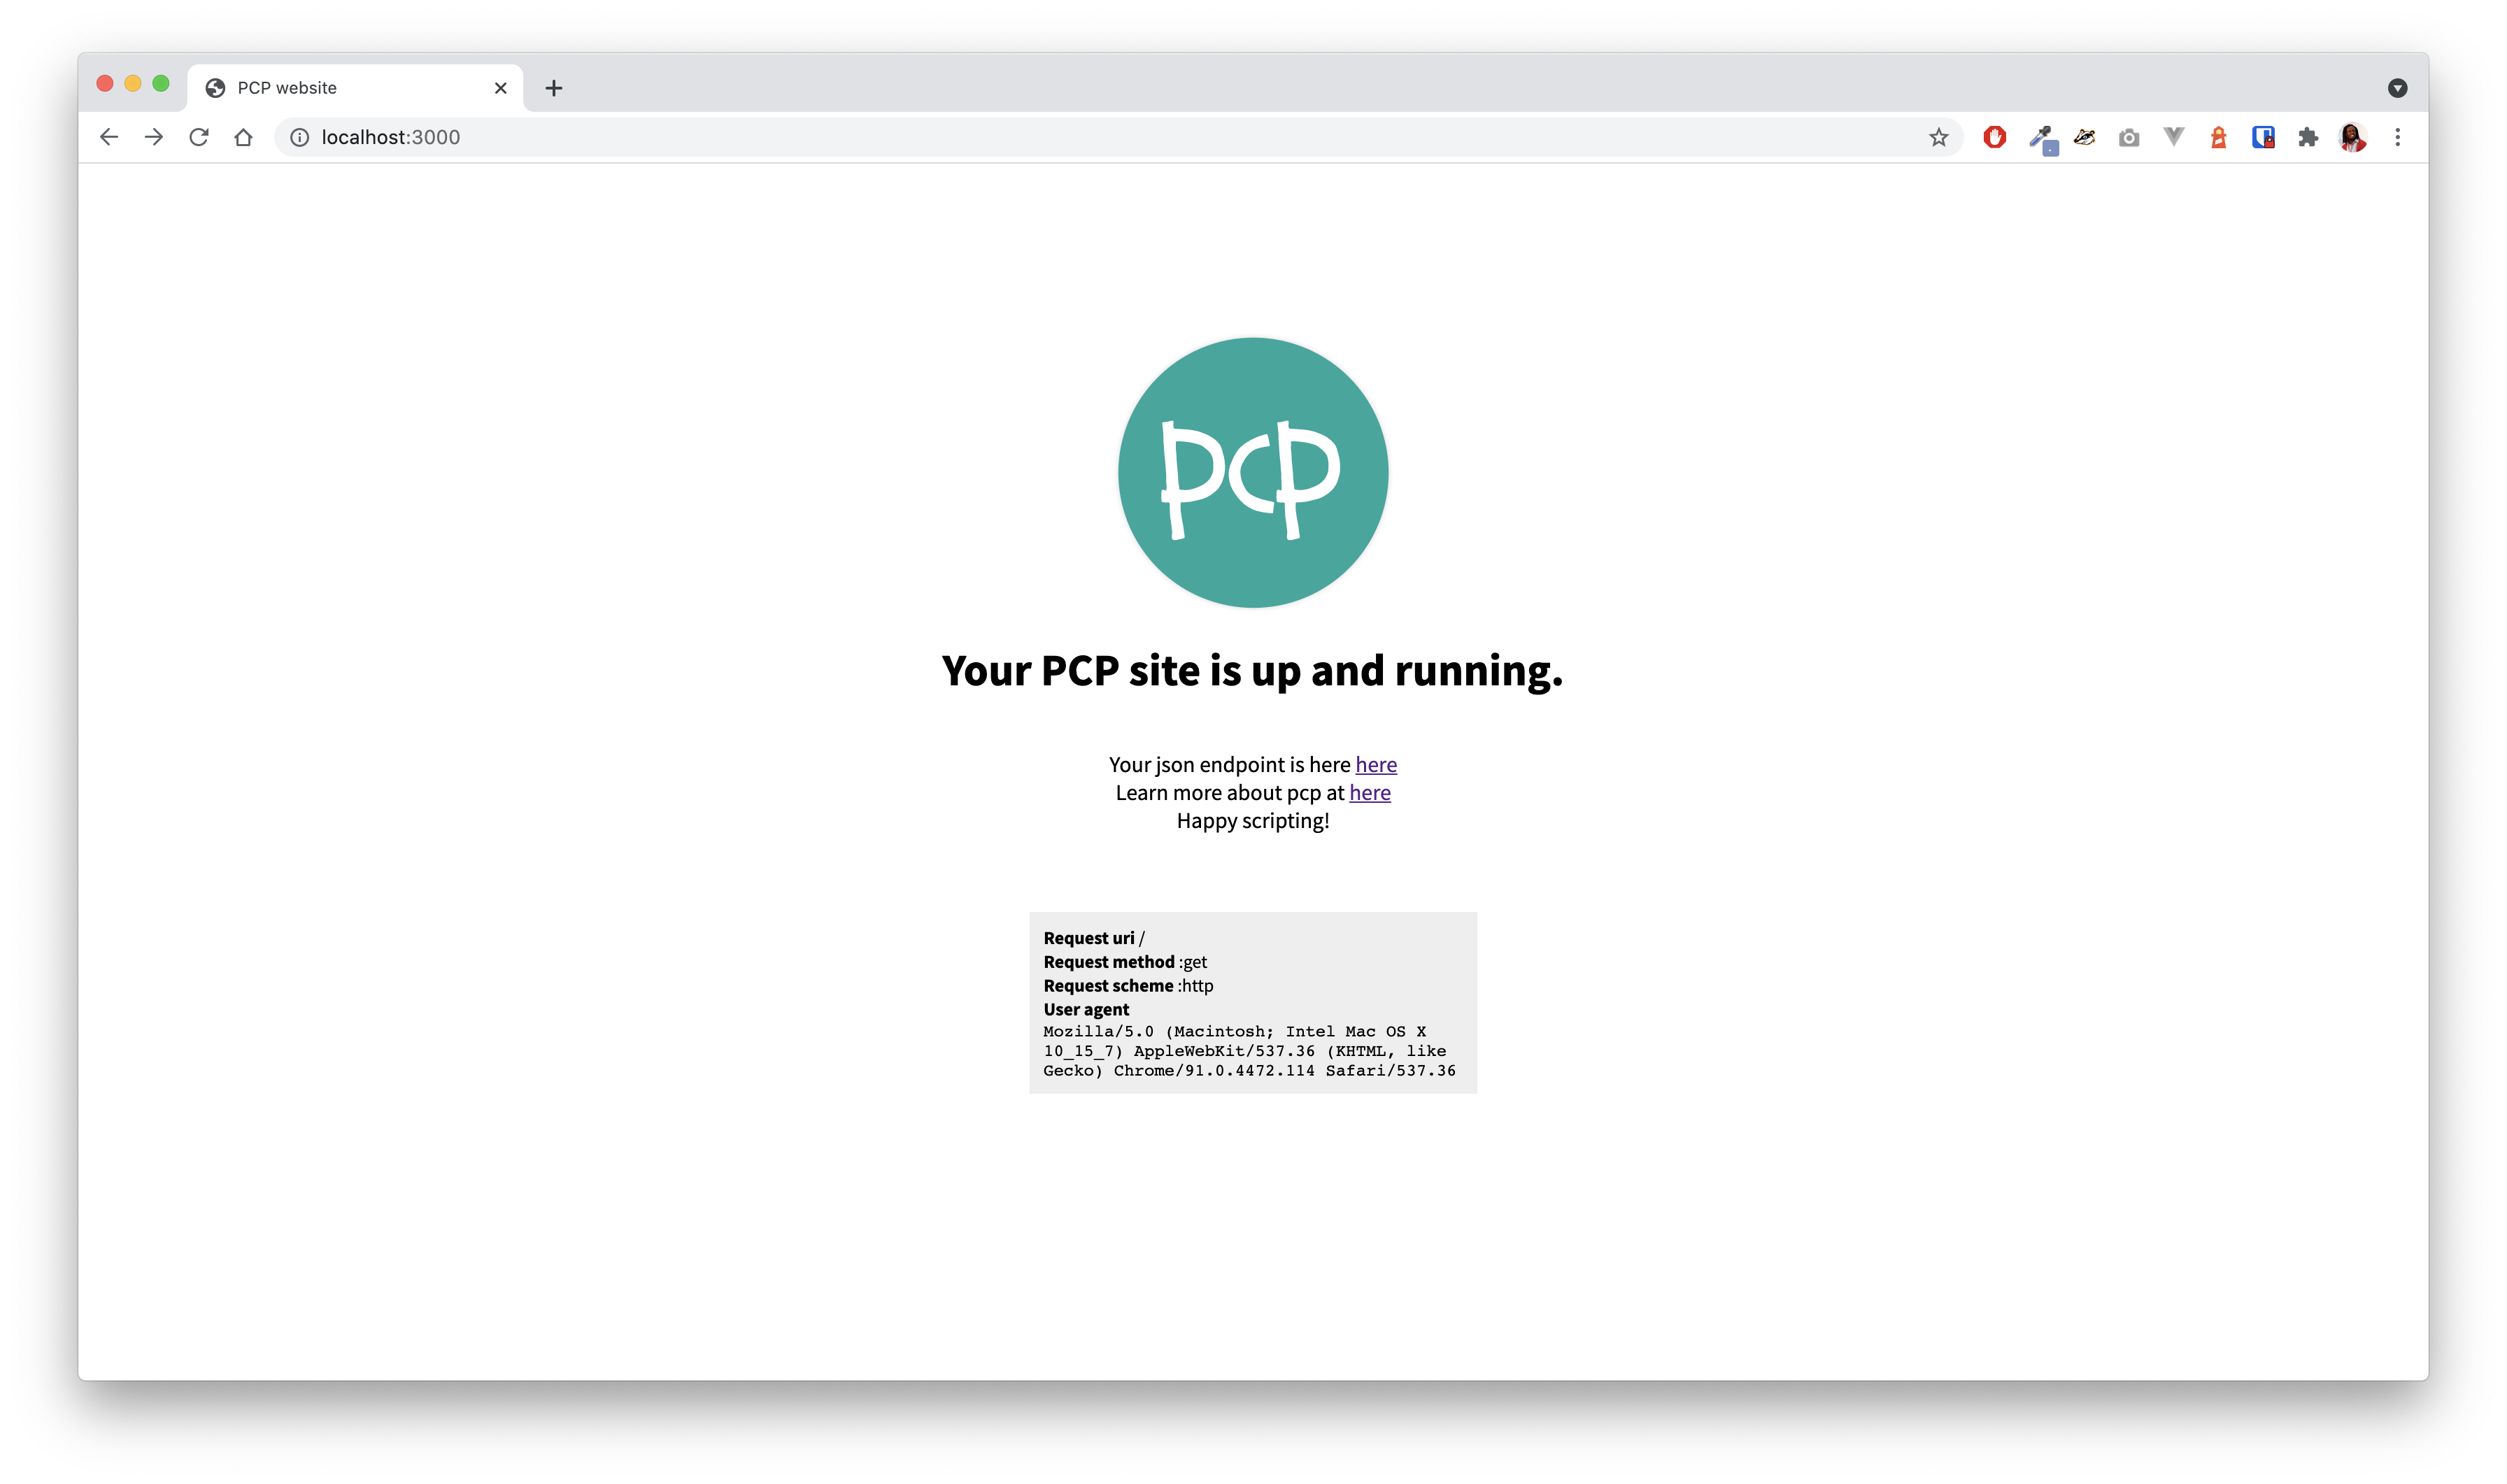 PCP website
localhost:3000
PCP
Your PCP site is up and running.
Your json endpoint is here here
Learn more about pcp at here
Happy scripting!
Request uri /
Request method :get
Request scheme :http
User agent
Mozilla/5.0 (Macintosh; Intel Mac OS X
10_15_7) AppleWebKit/537.36 (KHTML, like
Gecko) Chrome/91.0.4472.114 Safari/537.36